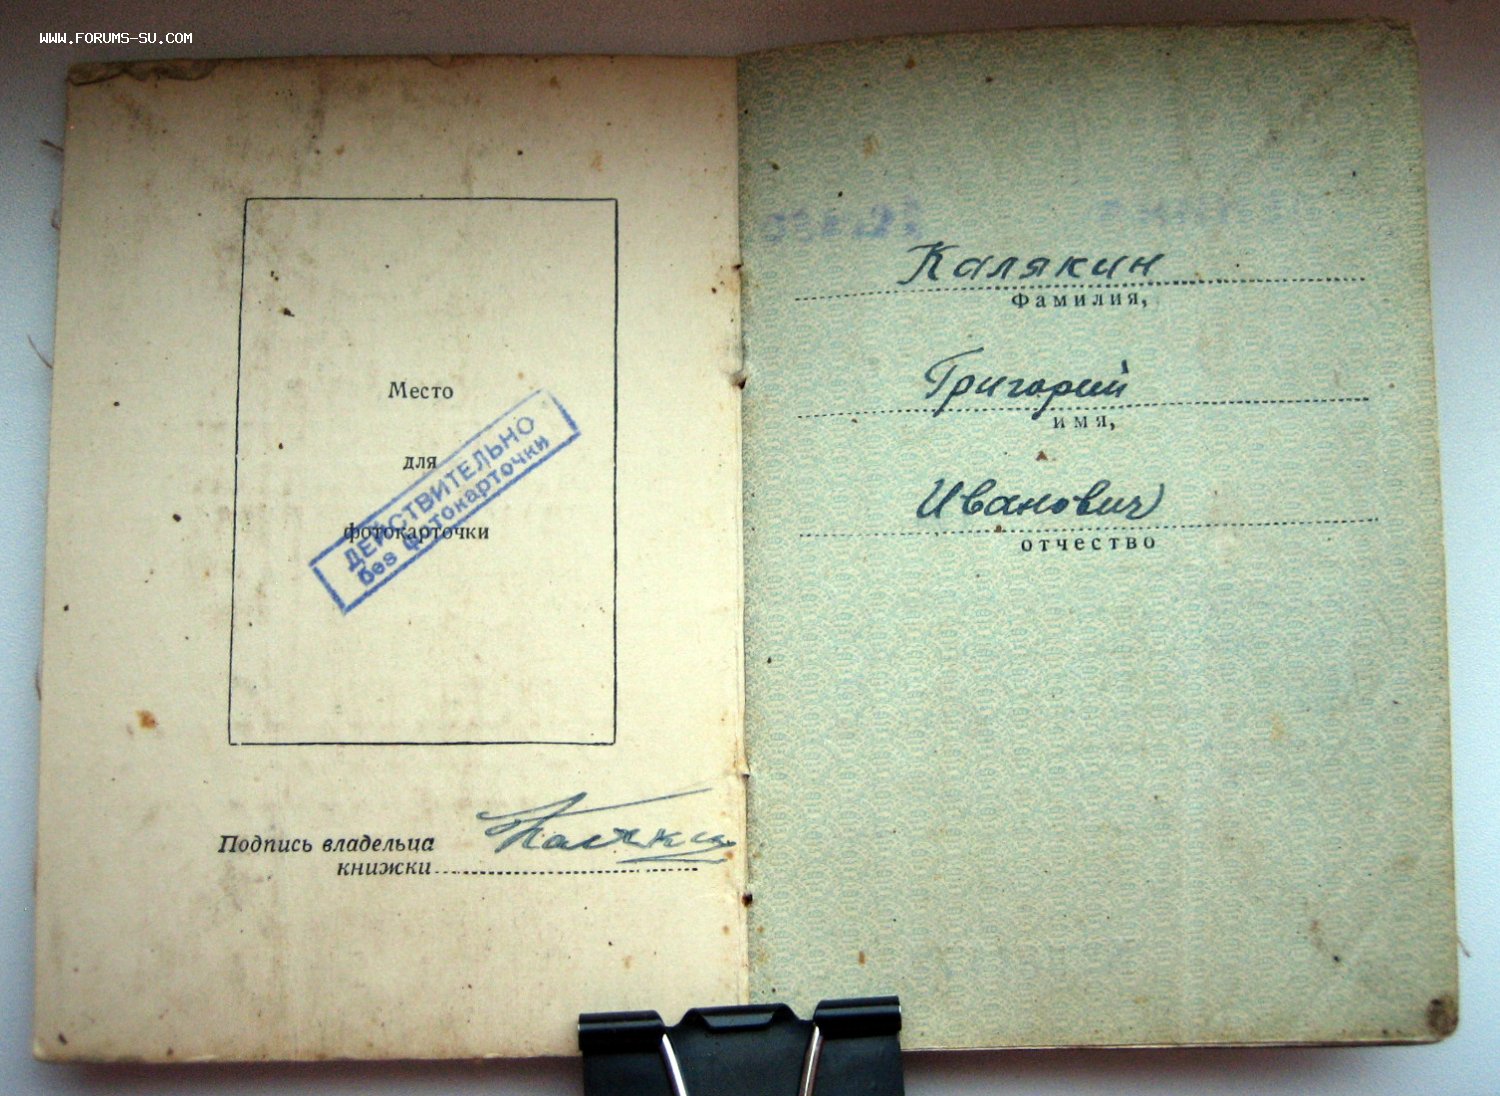 WWW.FORUMS-SU.COM
Место
для
фотокарточки
ДЕЙСТВИТЕЛЬНО
без фотокарточки
Подпись владельца
книжки
Калякин
Калякин
Фамилия,
Григорий
имя,
Иванович
отчество